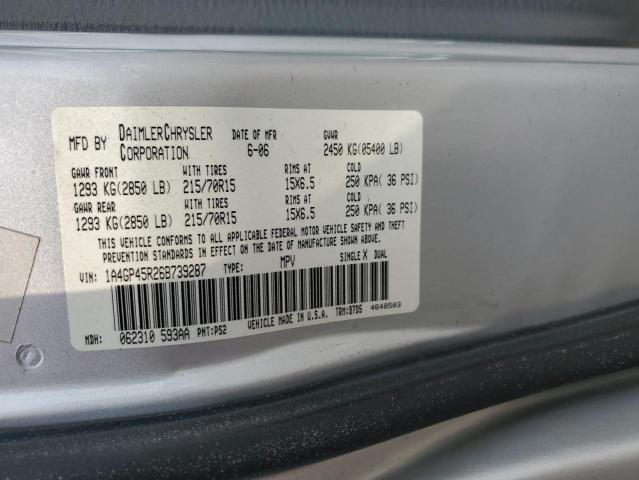 MFD BY DAIMLERCHRYSLER CORPORATION DATE OF MFR 6-06 GVWR 2450 KG(05400 LB)
GAWR FRONT WITH TIRES RIMS AT COLD
1293 KG(2850 LB) 215/70R15 15X6.5 250 KPA( 36 PSI)
GAWR REAR WITH TIRES RIMS AT COLD
1293 KG(2850 LB) 215/70R15 15X6.5 250 KPA( 36 PSI)
THIS VEHICLE CONFORMS TO ALL APPLICABLE FEDERAL MOTOR VEHICLE SAFETY AND THEFT
PREVENTION STANDARDS IN EFFECT ON THE DATE OF MANUFACTURE SHOWN ABOVE.
VIN: 1A4GP45R26B739287 TYPE: MPV SINGLE X DUAL
MDH: 062310 593AA PNT:PS2 VEHICLE MADE IN U.S.A. TRM:B7D5 4648503